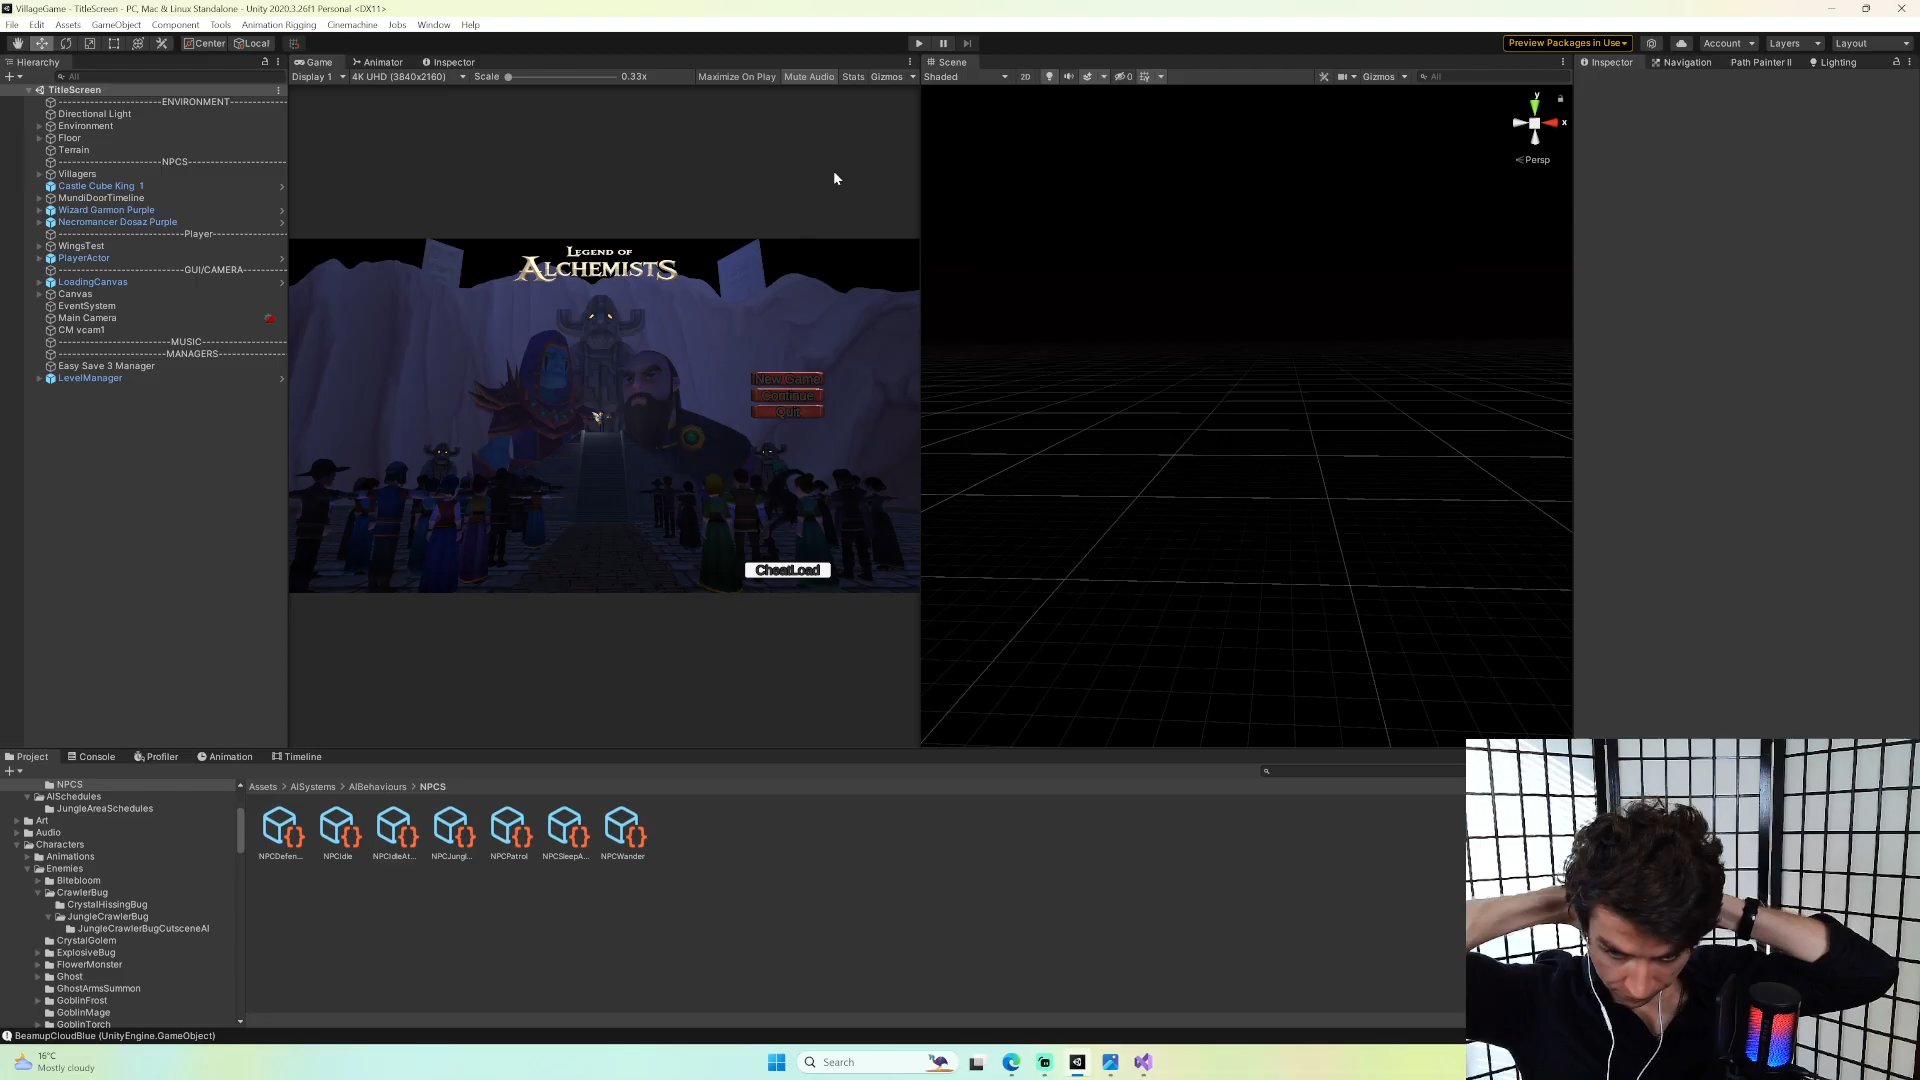 VillageGame - TitleScreen - PC, Mac & Linux Standalone - Unity 2020.3.26f1 Personal <DX11>
File Edit Assets GameObject Component Tools Animation Rigging Cinemachine Jobs Window Help
Center Local Preview Packages in Use Account Layers Layout
Hierarchy Game Animator Inspector Scene Inspector Navigation Path Painter II Lighting
All Display 1 4K UHD (3840x2160) Scale 0.33x Maximize On Play Mute Audio Stats Gizmos Shaded 2D 0 Gizmos All
TitleScreen
-----------------------ENVIRONMENT-------------
Directional Light
Environment
Floor
Terrain
-----------------------NPCS-------------------
Villagers
Castle Cube King 1
MundiDoorTimeline
Wizard Garmon Purple
Necromancer Dosaz Purple
----------------------------Player----------------
WingsTest
PlayerActor
----------------------------GUI/CAMERA---------
LoadingCanvas
Canvas
EventSystem
Main Camera
CM vcam1
-------------------------MUSIC------------------
------------------------MANAGERS---------------
Easy Save 3 Manager
LevelManager
LEGEND OF
ALCHEMISTS
New Game
Continue
Quit
CheatLoad
y
x
Persp
Project Console Profiler Animation Timeline
NPCS
AISchedules
JungleAreaSchedules
Art
Audio
Characters
Animations
Enemies
Bitebloom
CrawlerBug
CrystalHissingBug
JungleCrawlerBug
JungleCrawlerBugCutsceneAI
CrystalGolem
ExplosiveBug
FlowerMonster
Ghost
GhostArmsSummon
GoblinFrost
GoblinMage
GoblinTorch
Assets > AISystems > AIBehaviours > NPCS
NPCDefen... NPCIdle NPCIdleAt... NPCJungl... NPCPatrol NPCSleepA... NPCWander
BeamupCloudBlue (UnityEngine.GameObject)
16°C
Mostly cloudy
Search